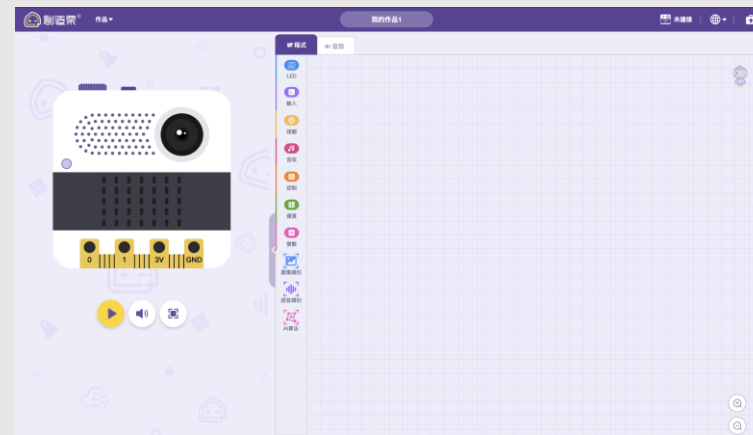 創造栗®
作品▾
我的作品1
未連接
程式
音效
LED
輸入
音效
控制
運算
變數
圖像識別
語音識別
AI算法
0 1 3V GND